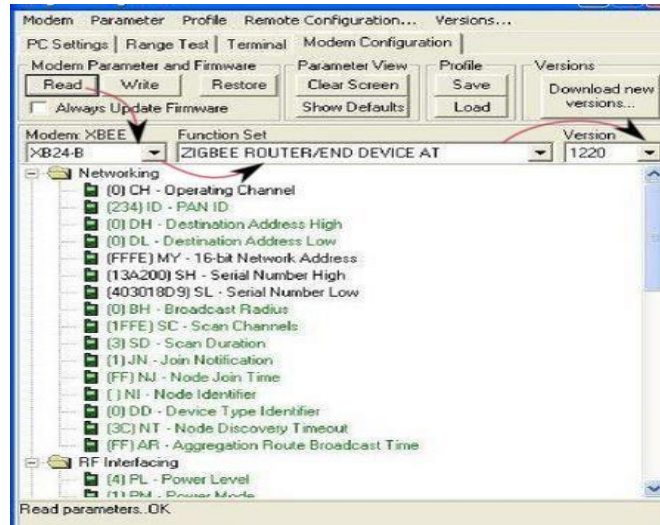 Modem Parameter Profile Remote Configuration... Versions...
PC Settings Range Test Terminal Modem Configuration
Modem Parameter and Firmware Parameter View Profile Versions
Read Write Restore Clear Screen Save Download new versions...
Always Update Firmware Show Defaults Load
Modem: XBEE Function Set Version
XB24-B ZIGBEE ROUTER/END DEVICE AT 1220
Networking
(0) CH - Operating Channel
(234) ID - PAN ID
(0) DH - Destination Address High
(0) DL - Destination Address Low
(FFFE) MY - 16-bit Network Address
(13A200) SH - Serial Number High
(403018D9) SL - Serial Number Low
(0) BH - Broadcast Radius
(1FFE) SC - Scan Channels
(3) SD - Scan Duration
(1) JN - Join Notification
(FF) NJ - Node Join Time
( ) NI - Node Identifier
(0) DD - Device Type Identifier
(3C) NT - Node Discovery Timeout
(FF) AR - Aggregation Route Broadcast Time
RF Interfacing
(4) PL - Power Level
(1) PM - Power Mode
Read parameters..OK